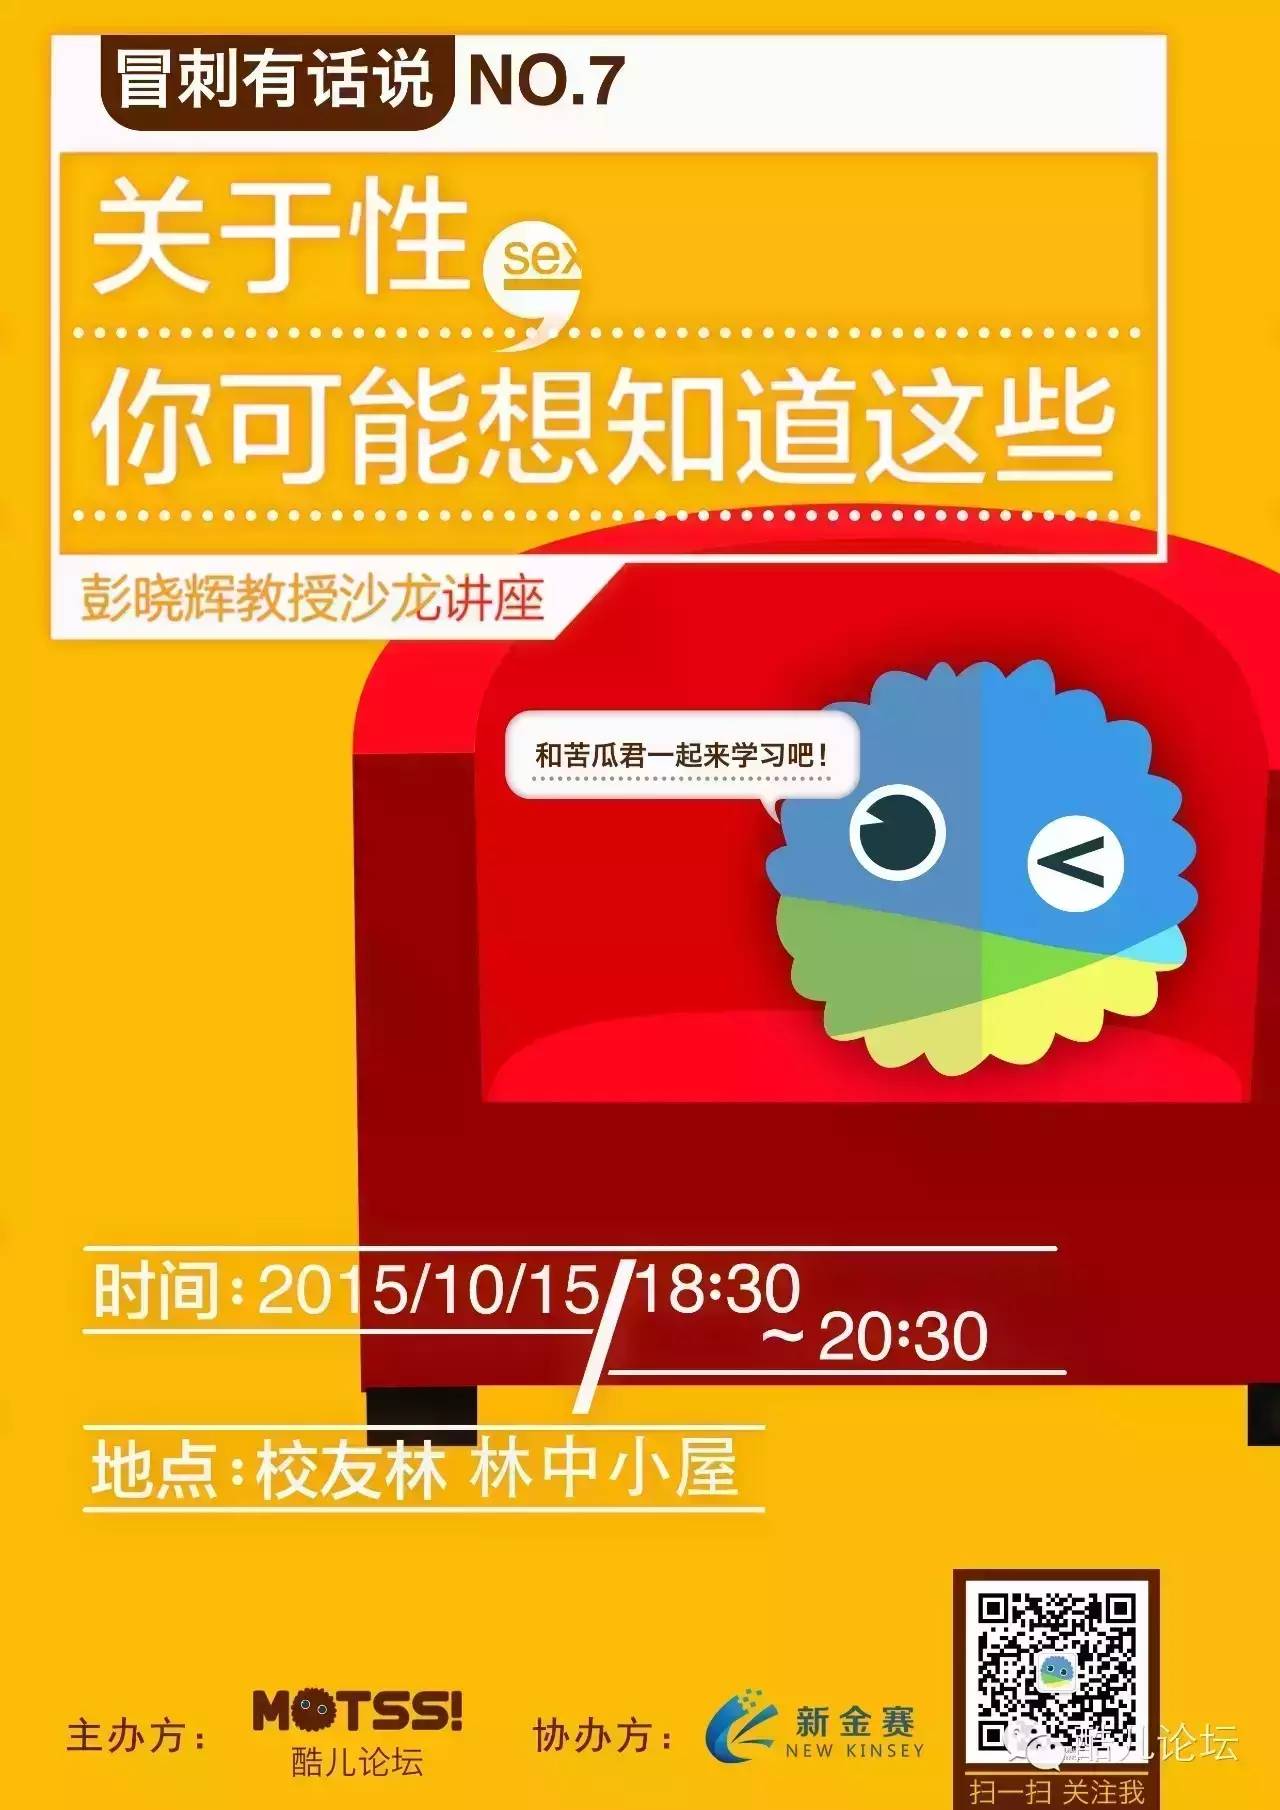 冒刺有话说 NO.7
关于性，
sex
你可能想知道这些
彭晓辉教授沙龙讲座
和苦瓜君一起来学习吧！
时间：2015/10/15/18:30
~20:30
地点：校友林 林中小屋
主办方：
MOTSS!
酷儿论坛
协办方：
新金赛
NEW KINSEY
酷儿论坛
扫一扫 关注我